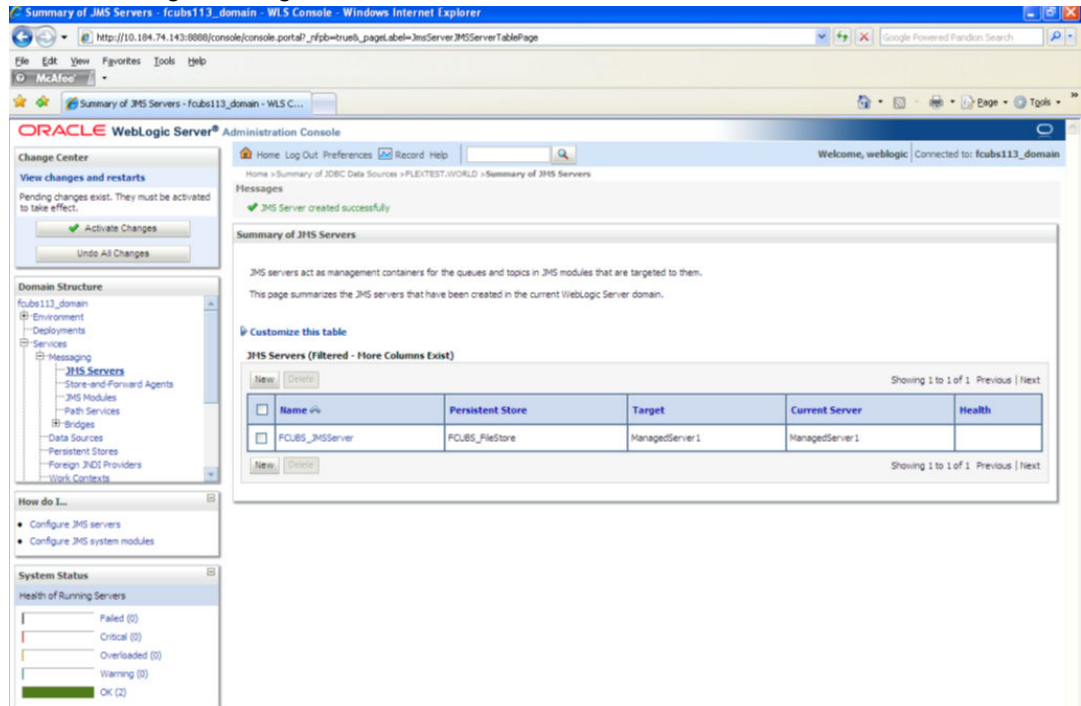 Summary of JMS Servers - fcubs113_domain - WLS Console - Windows Internet Explorer
http://10.184.74.143:8888/console/console.portal?_nfpb=true&_pageLabel=JmsServerJMSServerTablePage
Google Powered Pandion Search
File Edit View Favorites Tools Help
McAfee
Summary of JMS Servers - fcubs113_domain - WLS C...
Page Tools
ORACLE WebLogic Server® Administration Console
Change Center
View changes and restarts
Pending changes exist. They must be activated
to take effect.
Activate Changes
Undo All Changes
Domain Structure
fcubs113_domain
Environment
Deployments
Services
Messaging
JMS Servers
Store-and-Forward Agents
JMS Modules
Path Services
Bridges
Data Sources
Persistent Stores
Foreign JNDI Providers
Work Contexts
How do I...
Configure JMS servers
Configure JMS system modules
System Status
Health of Running Servers
Failed (0)
Critical (0)
Overloaded (0)
Warning (0)
OK (2)
Home Log Out Preferences Record Help
Welcome, weblogic Connected to: fcubs113_domain
Home >Summary of JDBC Data Sources >FLEXTEST.WORLD >Summary of JMS Servers
Messages
JMS Server created successfully
Summary of JMS Servers
JMS servers act as management containers for the queues and topics in JMS modules that are targeted to them.
This page summarizes the JMS servers that have been created in the current WebLogic Server domain.
Customize this table
JMS Servers (Filtered - More Columns Exist)
New Delete Showing 1 to 1 of 1 Previous | Next
Name Persistent Store Target Current Server Health
FCUBS_JMSServer FCUBS_FileStore ManagedServer1 ManagedServer1
New Delete Showing 1 to 1 of 1 Previous | Next